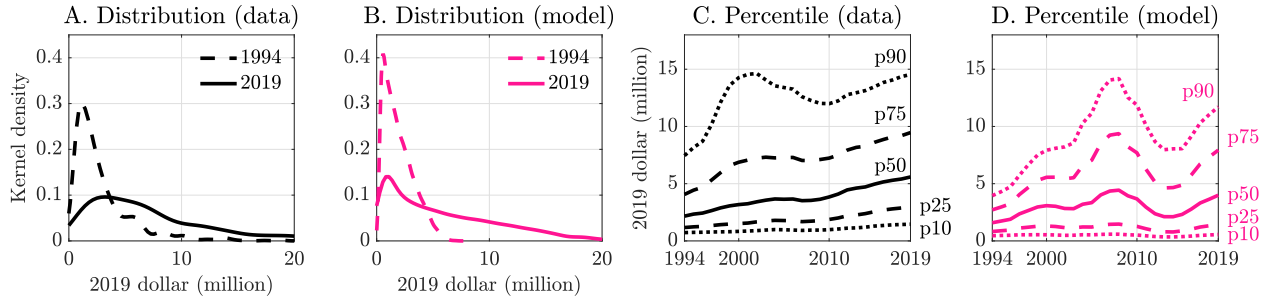 A. Distribution (data)
0.4
0.3
0.2
0.1
0
Kernel density
1994
2019
0
10
20
2019 dollar (million)
B. Distribution (model)
0.4
0.3
0.2
0.1
0
1994
2019
0
10
20
2019 dollar (million)
C. Percentile (data)
15
10
5
0
2019 dollar (million)
p90
p75
p50
p25
p10
1994
2000
2010
2019
D. Percentile (model)
15
10
5
0
p90
p75
p50
p25
p10
1994
2000
2010
2019